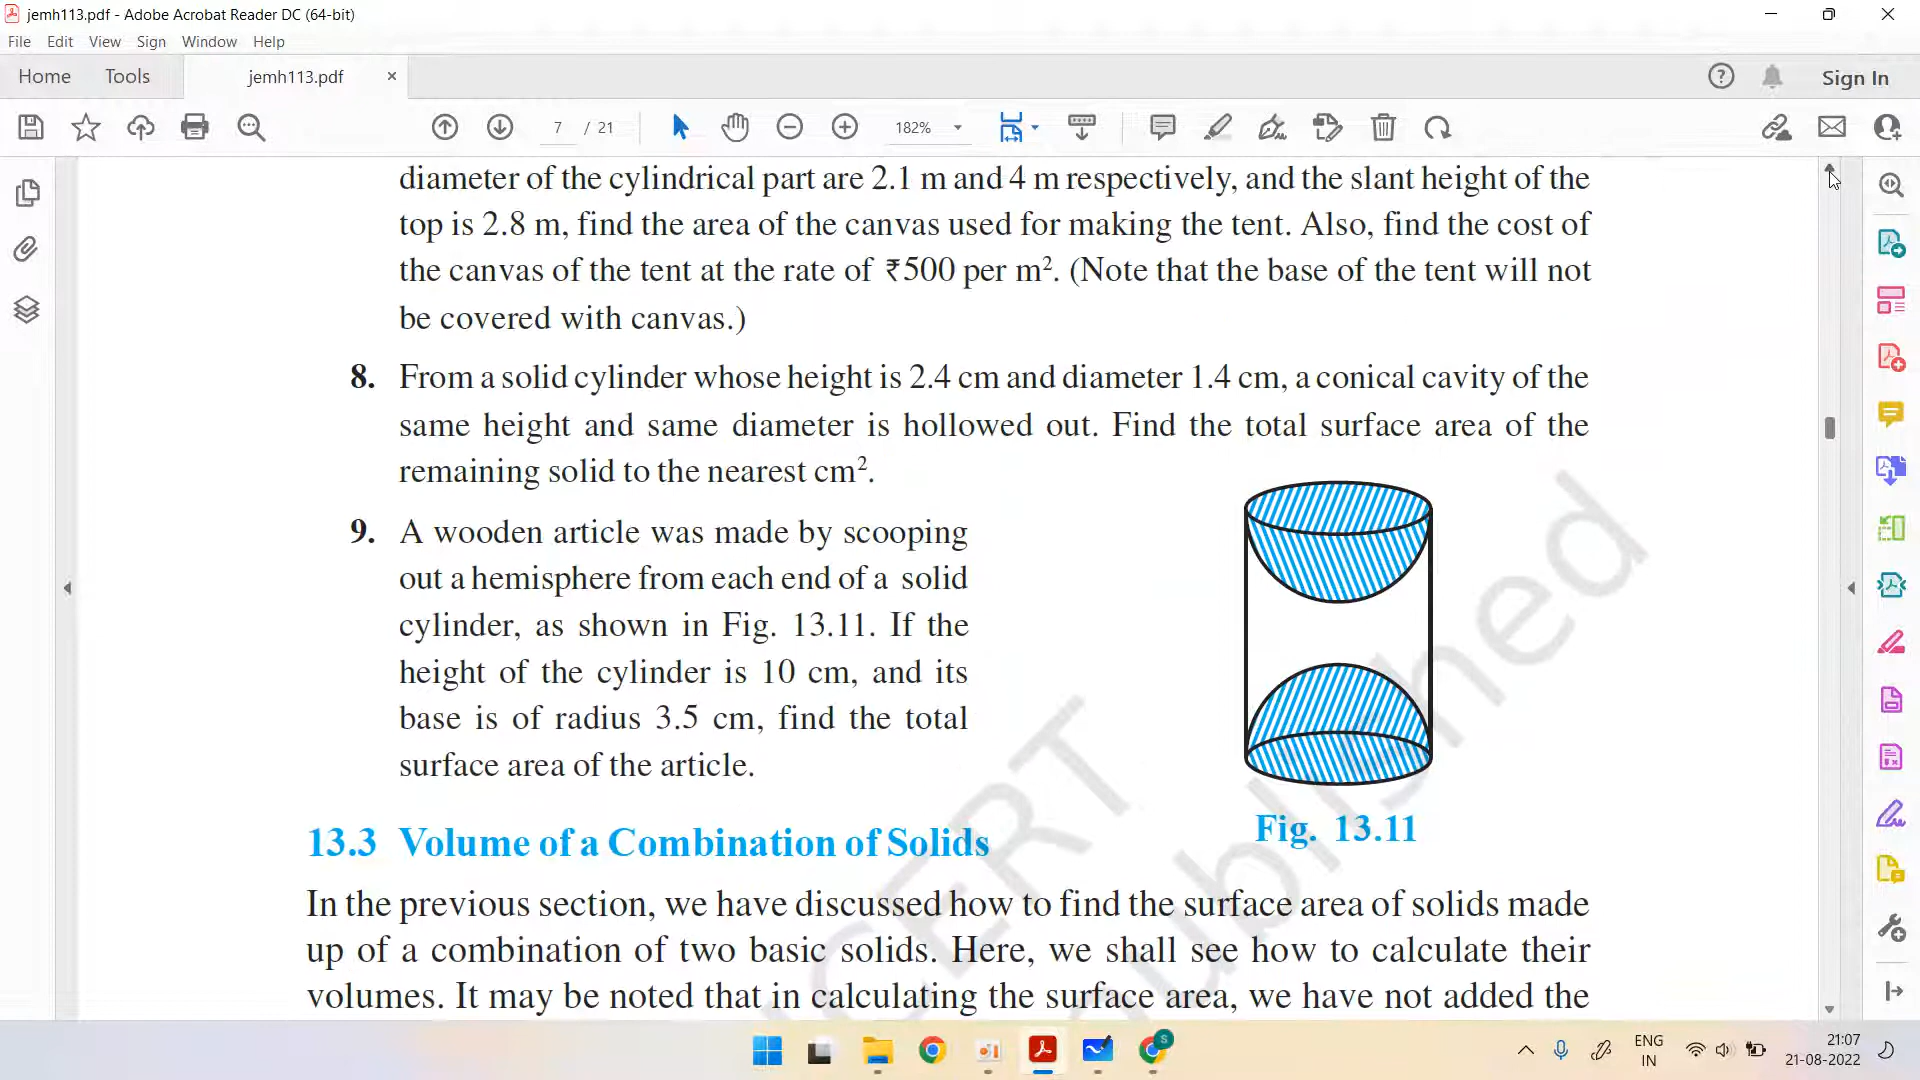 jemh113.pdf - Adobe Acrobat Reader DC (64-bit)
File Edit View Sign Window Help
Home Tools jemh113.pdf × Sign In
7 / 21 182%
diameter of the cylindrical part are 2.1 m and 4 m respectively, and the slant height of the
top is 2.8 m, find the area of the canvas used for making the tent. Also, find the cost of
the canvas of the tent at the rate of ₹500 per m². (Note that the base of the tent will not
be covered with canvas.)
8. From a solid cylinder whose height is 2.4 cm and diameter 1.4 cm, a conical cavity of the
same height and same diameter is hollowed out. Find the total surface area of the
remaining solid to the nearest cm².
9. A wooden article was made by scooping
out a hemisphere from each end of a solid
cylinder, as shown in Fig. 13.11. If the
height of the cylinder is 10 cm, and its
base is of radius 3.5 cm, find the total
surface area of the article.
Fig. 13.11
13.3 Volume of a Combination of Solids
In the previous section, we have discussed how to find the surface area of solids made
up of a combination of two basic solids. Here, we shall see how to calculate their
volumes. It may be noted that in calculating the surface area, we have not added the
ENG
IN
21:07
21-08-2022